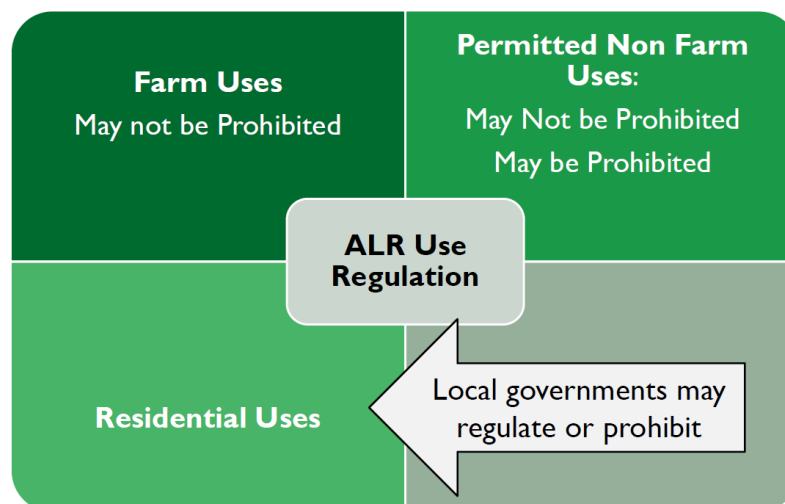 Farm Uses
May not be Prohibited
Permitted Non Farm
Uses:
May Not be Prohibited
May be Prohibited
ALR Use
Regulation
Residential Uses
Local governments may
regulate or prohibit